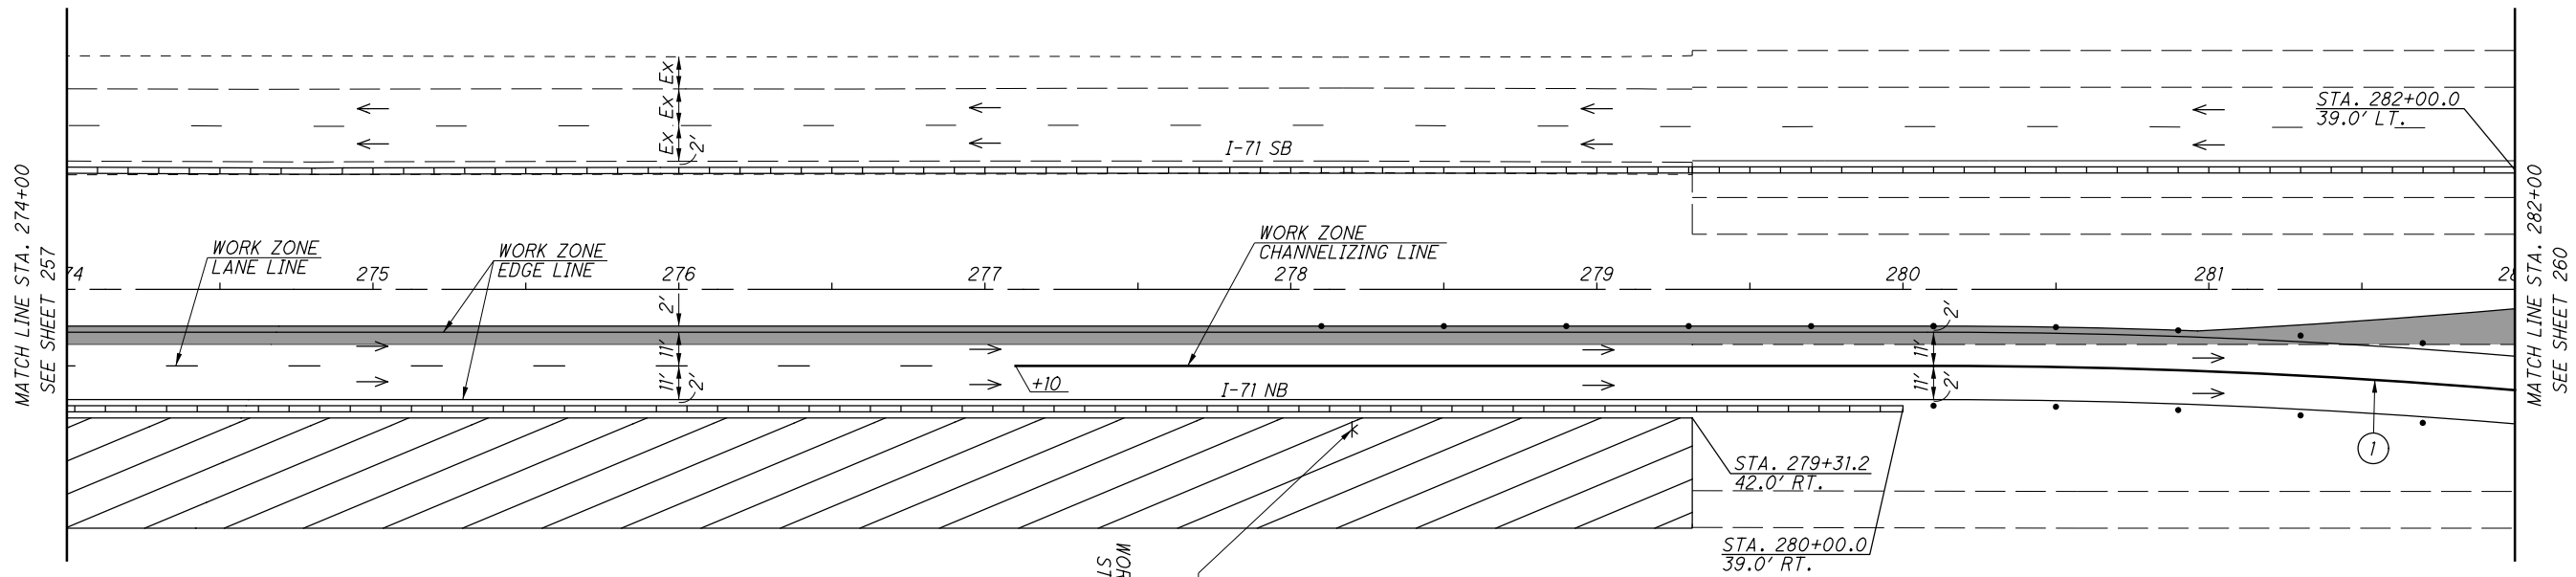 MATCH LINE STA. 274+00
SEE SHEET 257
EX
EX
EX
2'
I-71 SB
STA. 282+00.0
39.0' LT.
WORK ZONE
LANE LINE
WORK ZONE
EDGE LINE
WORK ZONE
CHANNELIZING LINE
74
275
276
277
278
279
280
281
28
2'
11'
11'
2'
+10
I-71 NB
2'
11'
11'
2'
1
STA. 279+31.2
42.0' RT.
STA. 280+00.0
39.0' RT.
MATCH LINE STA. 282+00
SEE SHEET 260